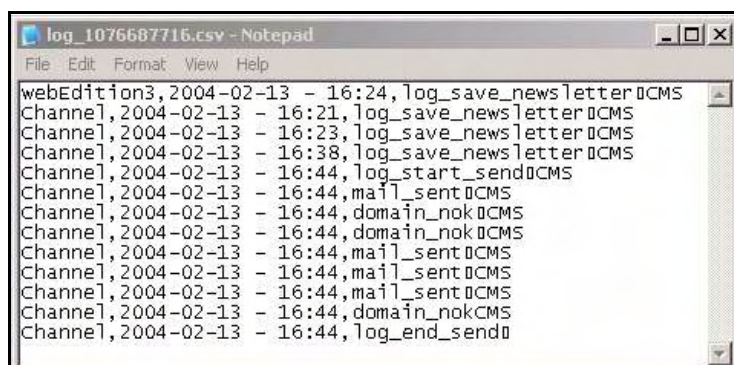 log_1076687716.csv - Notepad
File Edit Format View Help
webEdition3,2004-02-13 - 16:24,log_save_newsletter▯CMS
Channel,2004-02-13 - 16:21,log_save_newsletter▯CMS
Channel,2004-02-13 - 16:23,log_save_newsletter▯CMS
Channel,2004-02-13 - 16:38,log_save_newsletter▯CMS
Channel,2004-02-13 - 16:44,log_start_send▯CMS
Channel,2004-02-13 - 16:44,mail_sent▯CMS
Channel,2004-02-13 - 16:44,domain_nok▯CMS
Channel,2004-02-13 - 16:44,domain_nok▯CMS
Channel,2004-02-13 - 16:44,mail_sent▯CMS
Channel,2004-02-13 - 16:44,mail_sent▯CMS
Channel,2004-02-13 - 16:44,mail_sent▯CMS
Channel,2004-02-13 - 16:44,domain_nokCMS
Channel,2004-02-13 - 16:44,log_end_send▯